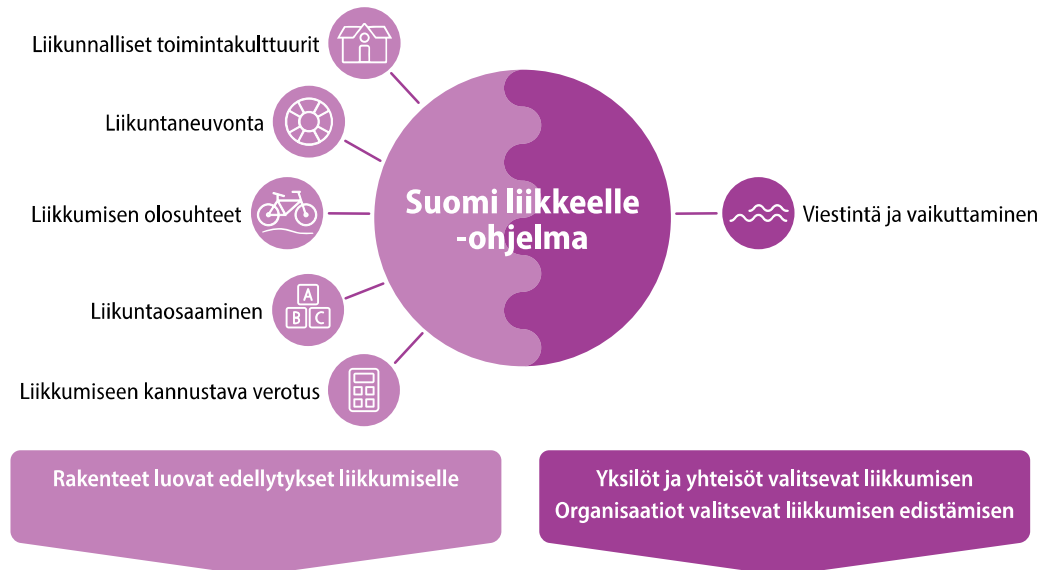 Liikunnalliset toimintakulttuurit
Liikuntaneuvonta
Liikkumisen olosuhteet
Liikuntaosaaminen
A
B C
Liikkumiseen kannustava verotus
Suomi liikkeelle
-ohjelma
Viestintä ja vaikuttaminen
Rakenteet luovat edellytykset liikkumiselle
Yksilöt ja yhteisöt valitsevat liikkumisen
Organisaatiot valitsevat liikkumisen edistämisen